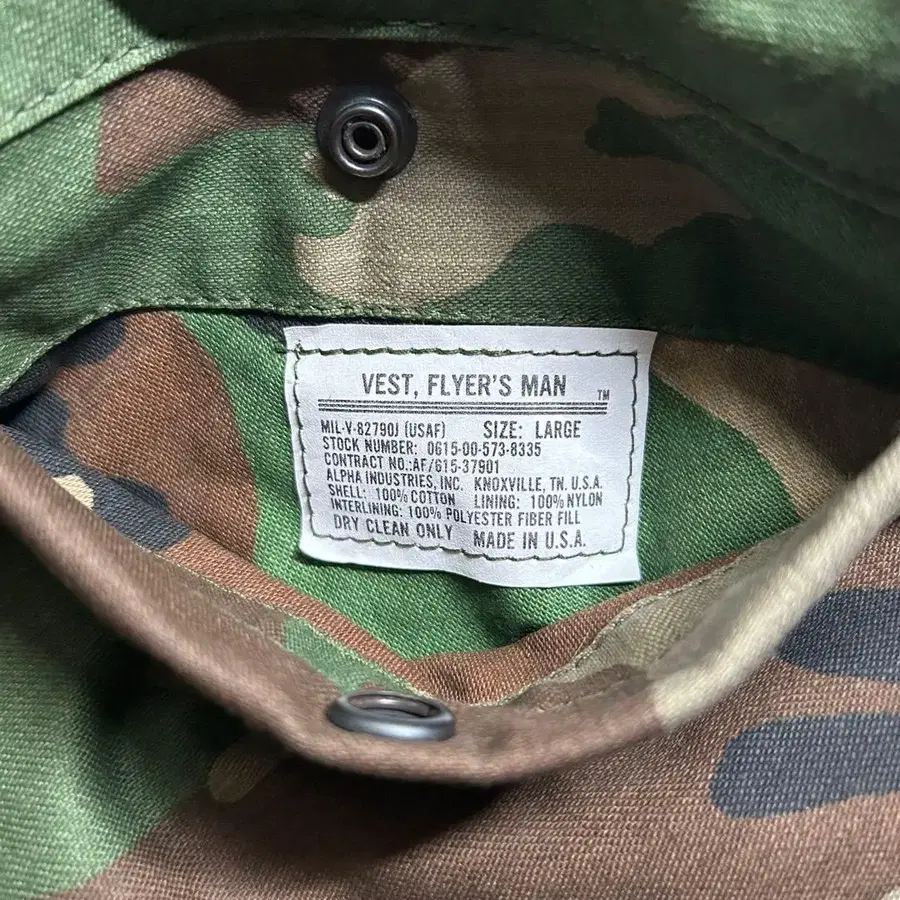 VEST, FLYER'S MAN ™
MIL-V-82790J (USAF) SIZE: LARGE
STOCK NUMBER: 0615-00-573-8335
CONTRACT NO.:AF/615-37901
ALPHA INDUSTRIES, INC. KNOXVILLE, TN. U.S.A.
SHELL: 100% COTTON LINING: 100% NYLON
INTERLINING: 100% POLYESTER FIBER FILL
DRY CLEAN ONLY MADE IN U.S.A.